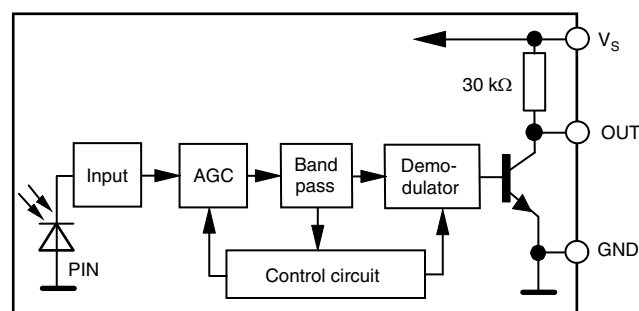 V_S
30 kΩ
OUT
Input
AGC
Band
pass
Demo-
dulator
GND
PIN
Control circuit